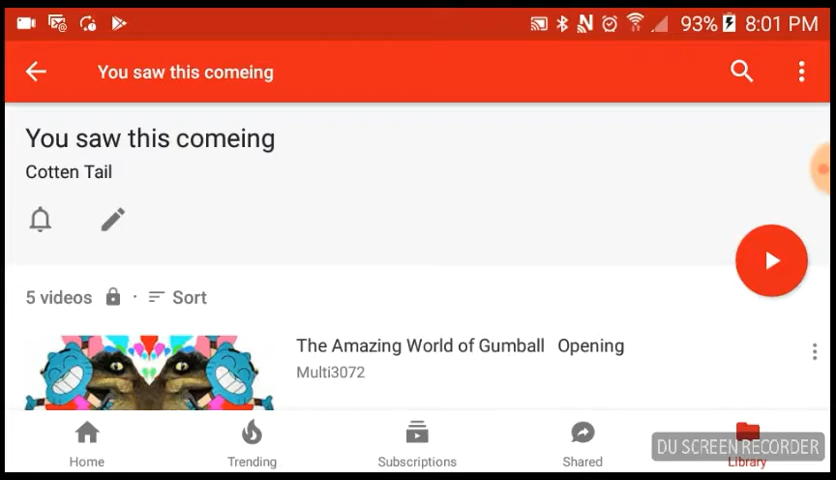 93% 8:01 PM
You saw this comeing
You saw this comeing
Cotten Tail
5 videos · Sort
The Amazing World of Gumball Opening
Multi3072
Home Trending Subscriptions Shared Library
DU SCREEN RECORDER